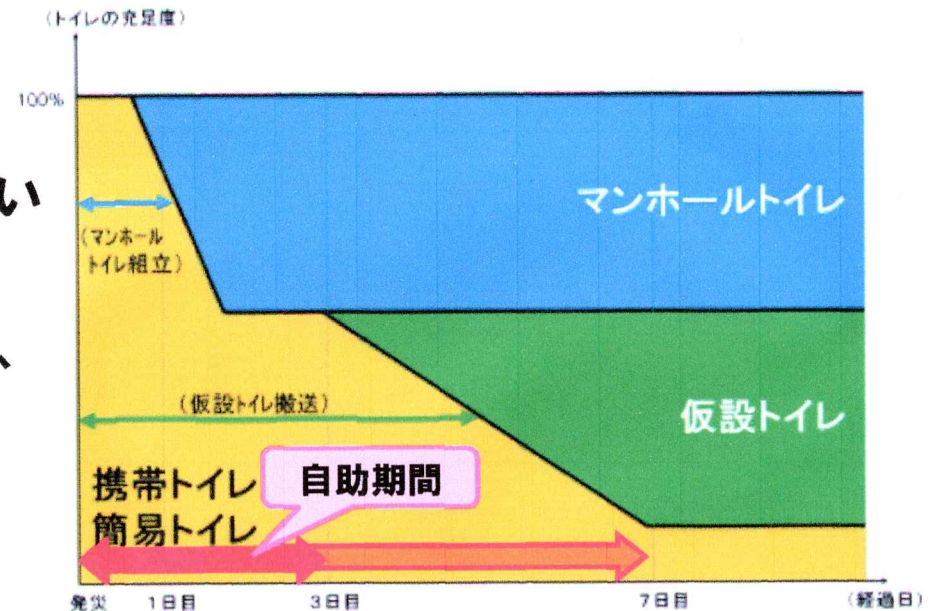 (トイレの充足度)
100%
い
マンホールトイレ
(マンホール
トイレ組立)
、
(仮設トイレ搬送)
仮設トイレ
携帯トイレ
簡易トイレ
自助期間
発災 1日目 3日目 7日目 (経過日)